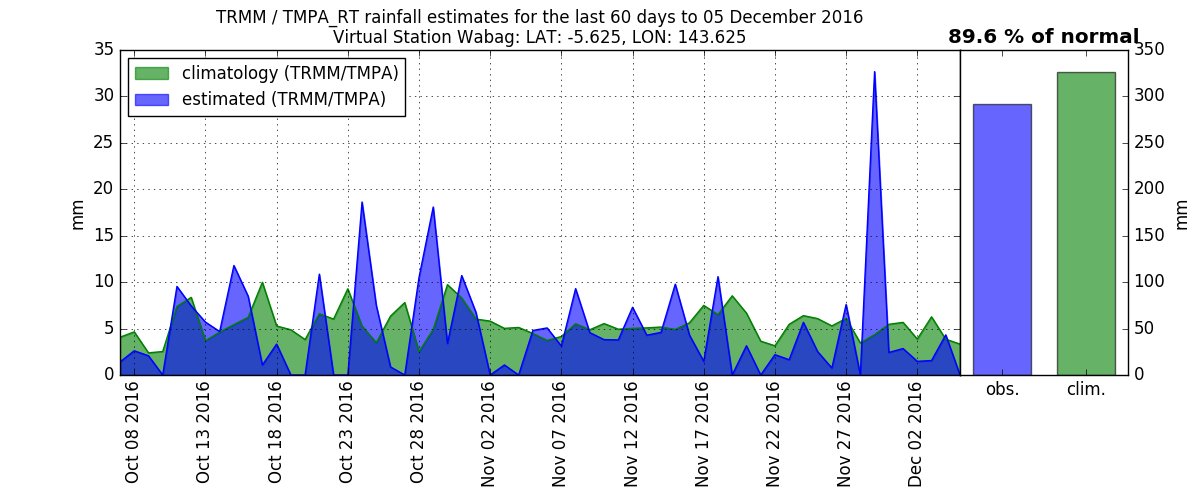 TRMM / TMPA_RT rainfall estimates for the last 60 days to 05 December 2016
Virtual Station Wabag: LAT: -5.625, LON: 143.625
89.6 % of normal
climatology (TRMM/TMPA)
estimated (TRMM/TMPA)
mm
35
30
25
20
15
10
5
0
Oct 08 2016
Oct 13 2016
Oct 18 2016
Oct 23 2016
Oct 28 2016
Nov 02 2016
Nov 07 2016
Nov 12 2016
Nov 17 2016
Nov 22 2016
Nov 27 2016
Dec 02 2016
obs.
clim.
350
300
250
200
150
100
50
0
mm